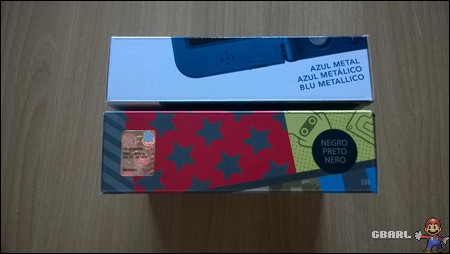 AZUL METAL
AZUL METÁLICO
BLU METALLICO
NEGRO
PRETO
NERO
GBARL